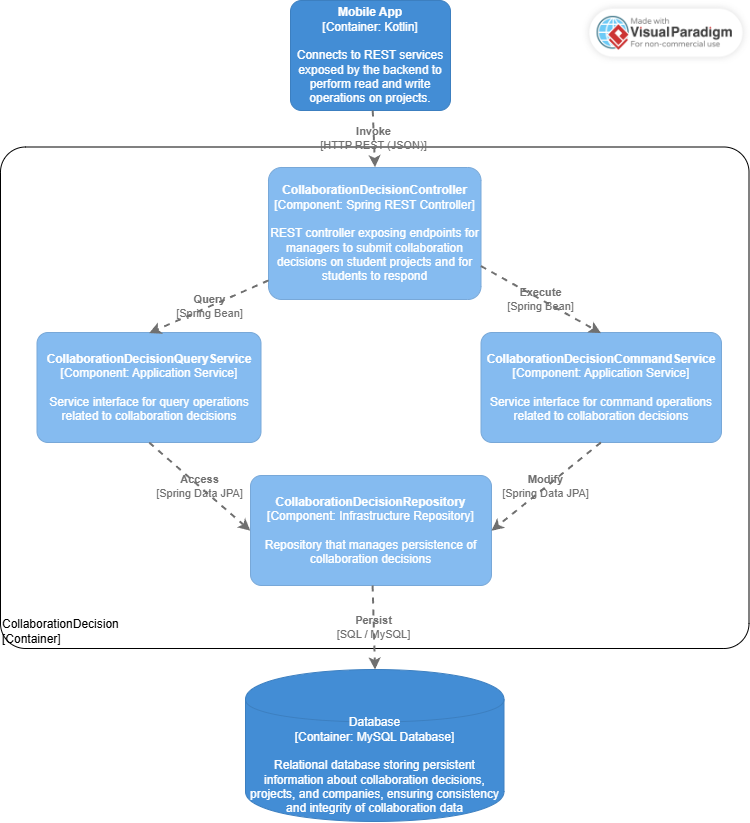 Mobile App
[Container: Kotlin]
Connects to REST services
exposed by the backend to
perform read and write
operations on projects.
Made with
VisualParadigm
For non-commercial use
Invoke
[HTTP REST (JSON)]
CollaborationDecisionController
[Component: Spring REST Controller]
REST controller exposing endpoints for
managers to submit collaboration
decisions on student projects and for
students to respond
Query
[Spring Bean]
Execute
[Spring Bean]
CollaborationDecisionQueryService
[Component: Application Service]
Service interface for query operations
related to collaboration decisions
CollaborationDecisionCommandService
[Component: Application Service]
Service interface for command operations
related to collaboration decisions
Access
[Spring Data JPA]
Modify
[Spring Data JPA]
CollaborationDecisionRepository
[Component: Infrastructure Repository]
Repository that manages persistence of
collaboration decisions
CollaborationDecision
[Container]
Persist
[SQL / MySQL]
Database
[Container: MySQL Database]
Relational database storing persistent
information about collaboration decisions,
projects, and companies, ensuring consistency
and integrity of collaboration data